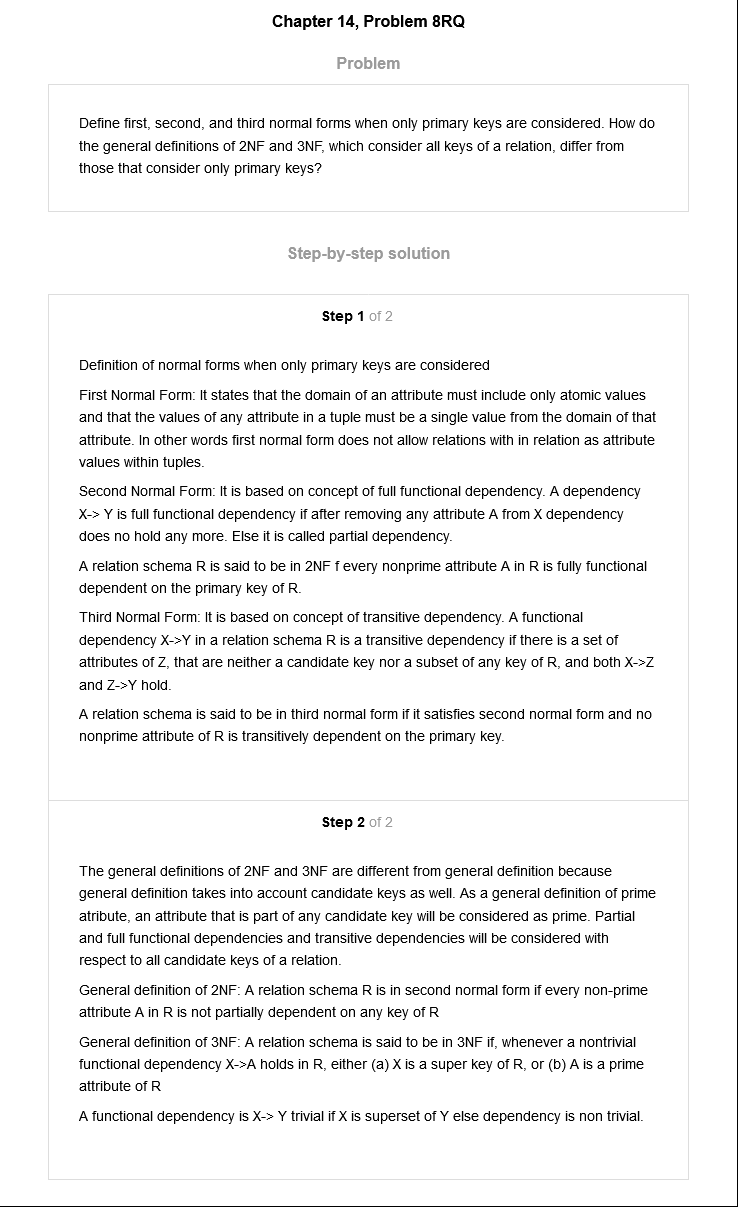 Chapter 14, Problem 8RQ
Problem
Define first, second, and third normal forms when only primary keys are considered. How do
the general definitions of 2NF and 3NF, which consider all keys of a relation, differ from
those that consider only primary keys?
Step-by-step solution
Step 1 of 2
Definition of normal forms when only primary keys are considered
First Normal Form: It states that the domain of an attribute must include only atomic values
and that the values of any attribute in a tuple must be a single value from the domain of that
attribute. In other words first normal form does not allow relations with in relation as attribute
values within tuples.
Second Normal Form: It is based on concept of full functional dependency. A dependency
X-> Y is full functional dependency if after removing any attribute A from X dependency
does no hold any more. Else it is called partial dependency.
A relation schema R is said to be in 2NF f every nonprime attribute A in R is fully functional
dependent on the primary key of R.
Third Normal Form: It is based on concept of transitive dependency. A functional
dependency X->Y in a relation schema R is a transitive dependency if there is a set of
attributes of Z, that are neither a candidate key nor a subset of any key of R, and both X->Z
and Z->Y hold.
A relation schema is said to be in third normal form if it satisfies second normal form and no
nonprime attribute of R is transitively dependent on the primary key.
Step 2 of 2
The general definitions of 2NF and 3NF are different from general definition because
general definition takes into account candidate keys as well. As a general definition of prime
atribute, an attribute that is part of any candidate key will be considered as prime. Partial
and full functional dependencies and transitive dependencies will be considered with
respect to all candidate keys of a relation.
General definition of 2NF: A relation schema R is in second normal form if every non-prime
attribute A in R is not partially dependent on any key of R
General definition of 3NF: A relation schema is said to be in 3NF if, whenever a nontrivial
functional dependency X->A holds in R, either (a) X is a super key of R, or (b) A is a prime
attribute of R
A functional dependency is X-> Y trivial if X is superset of Y else dependency is non trivial.